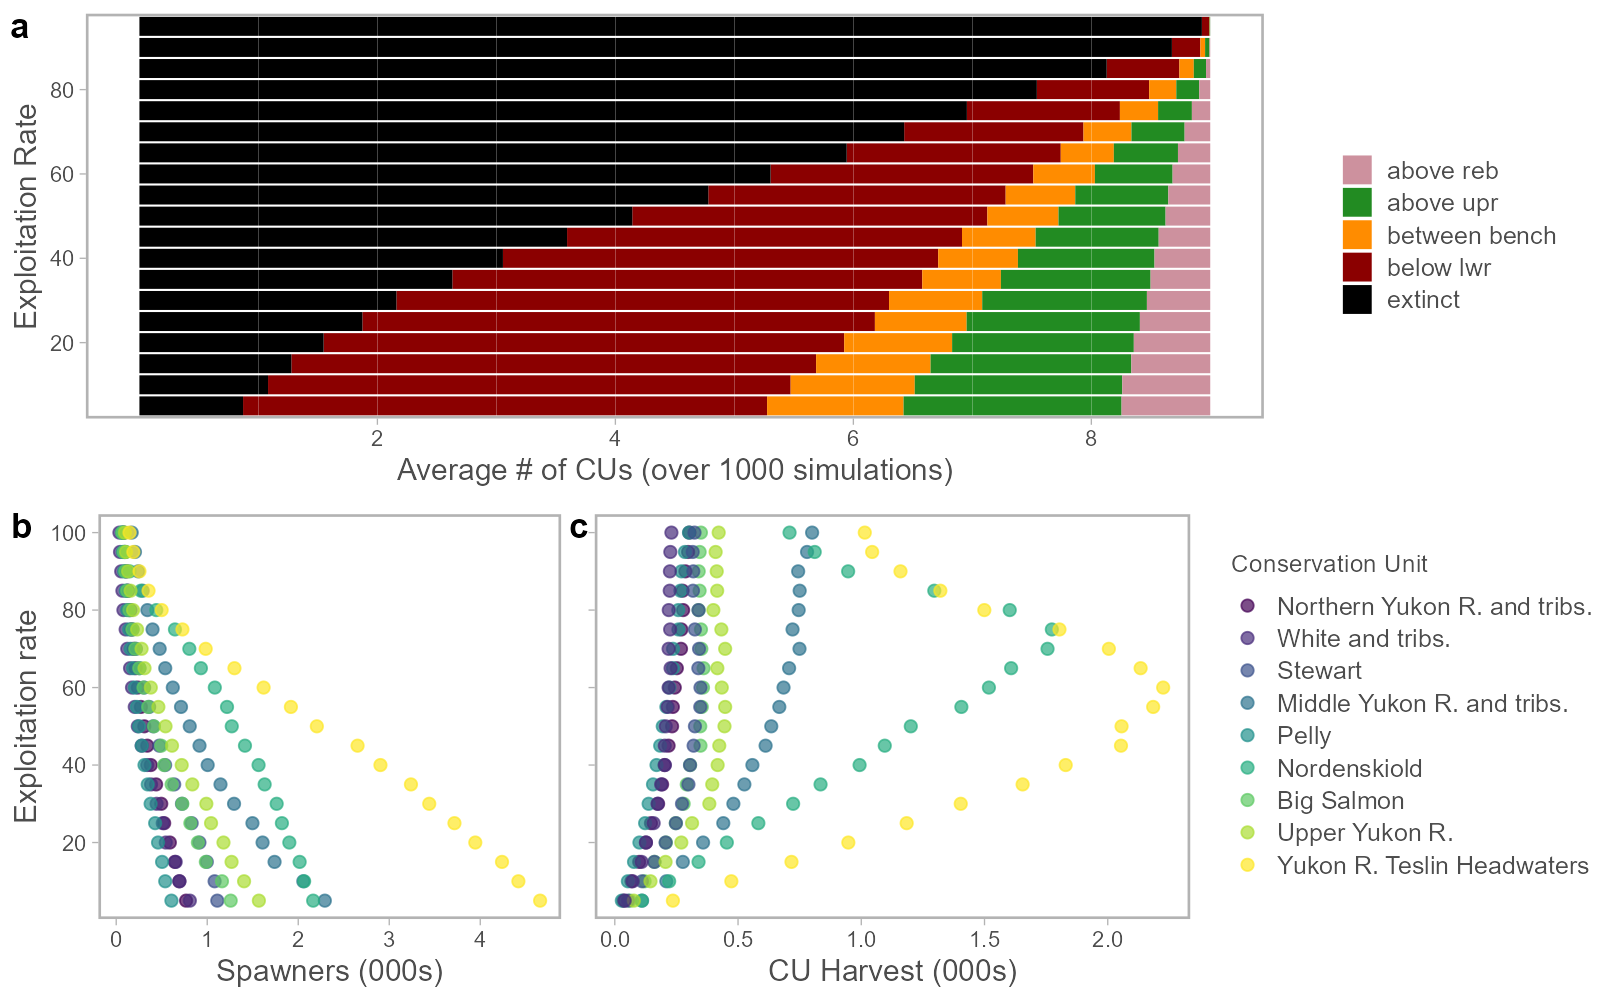 a
Exploitation Rate
80
60
40
20
2
4
6
8
Average # of CUs (over 1000 simulations)
above reb
above upr
between bench
below lwr
extinct
b
Exploitation rate
100
80
60
40
20
0
1
2
3
4
Spawners (000s)
c
0.0
0.5
1.0
1.5
2.0
CU Harvest (000s)
Conservation Unit
Northern Yukon R. and tribs.
White and tribs.
Stewart
Middle Yukon R. and tribs.
Pelly
Nordenskiold
Big Salmon
Upper Yukon R.
Yukon R. Teslin Headwaters